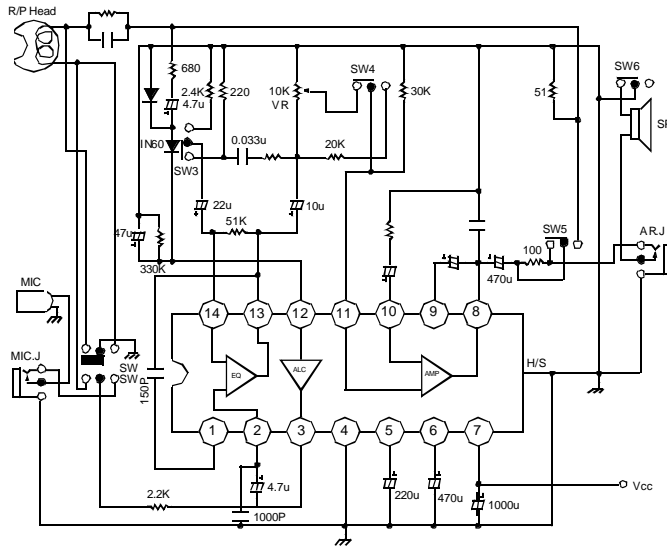 R/P Head
680
2.4K
4.7u
220
10K
VR
SW4
30K
51
SW6
SP
IN60
SW3
0.033u
20K
22u
10u
51K
47u
330K
SW5
100
470u
AR.J
MIC
MIC.J
SW
SW
150P
14
13
12
11
10
9
8
EQ
ALC
AMP
H/S
1
2
3
4
5
6
7
4.7u
2.2K
1000P
220u
470u
1000u
Vcc